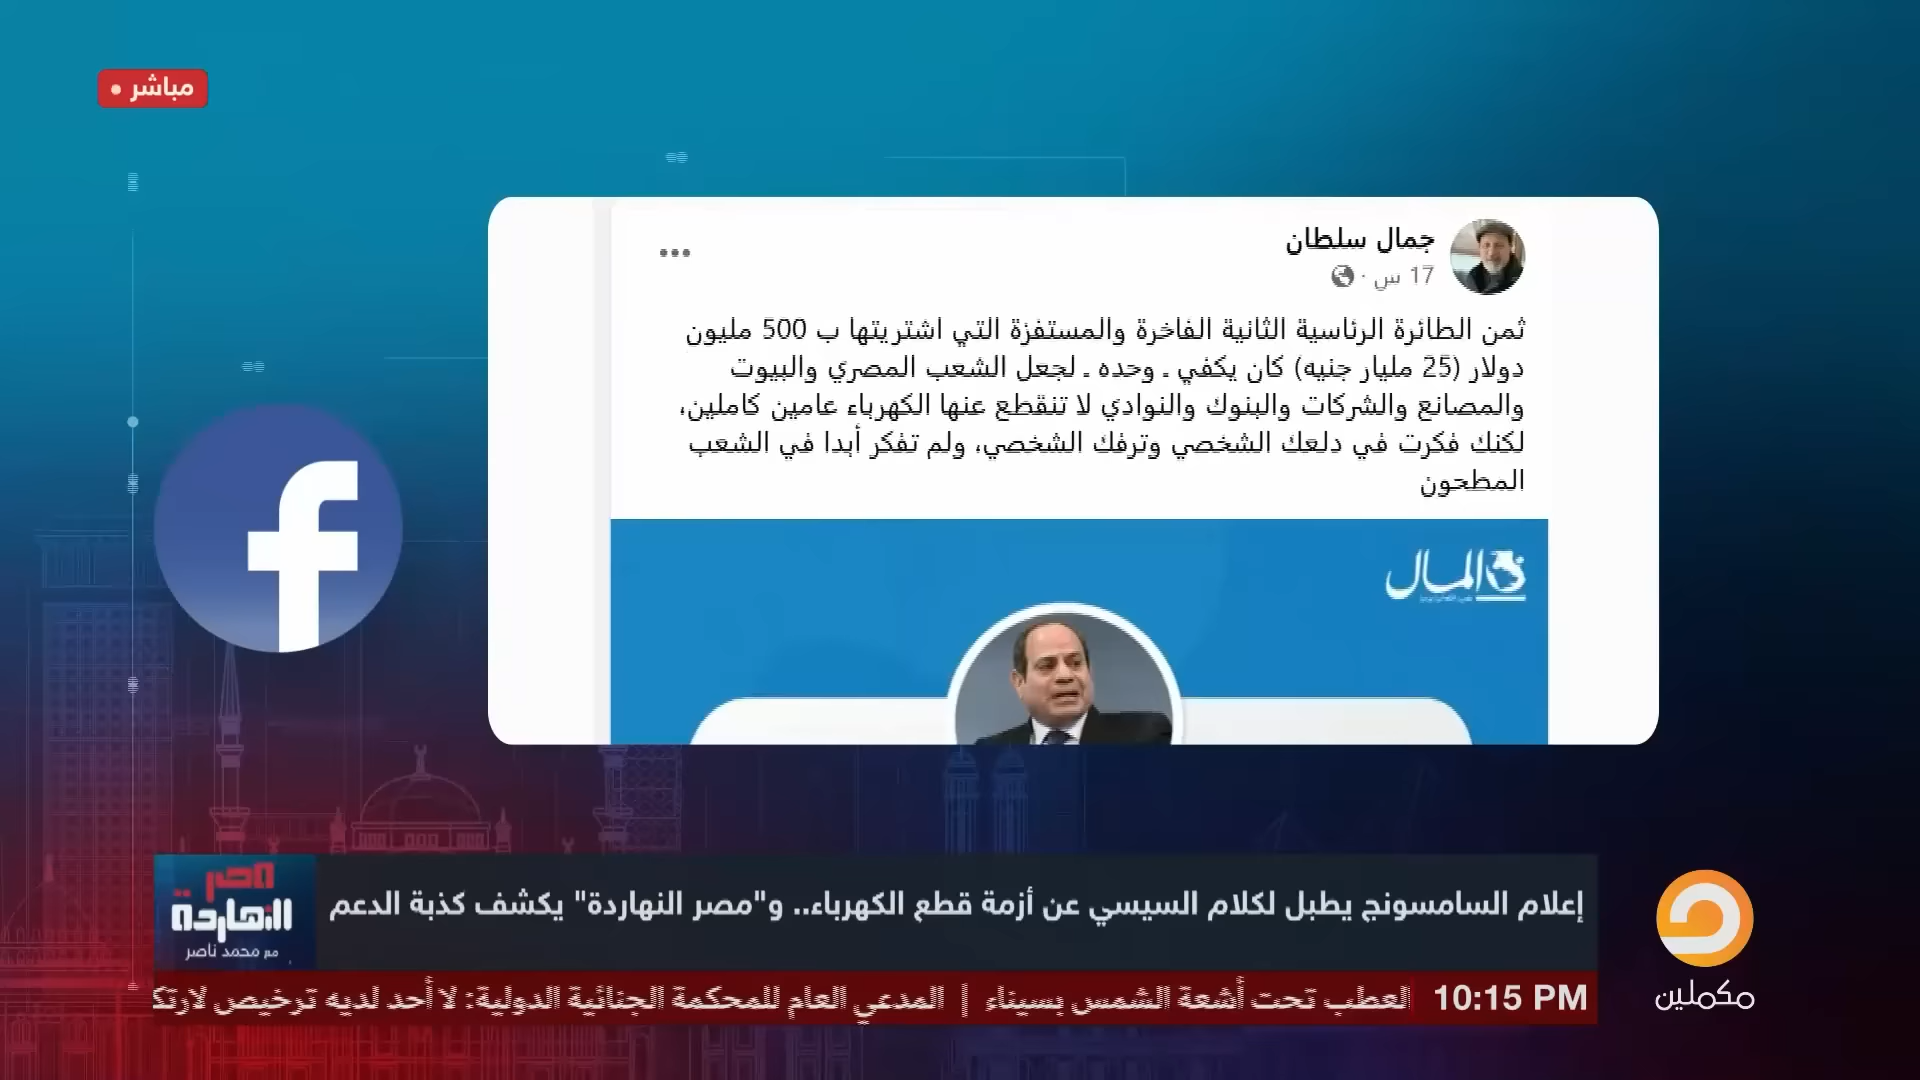 مباشر
جمال سلطان
17 س
ثمن الطائرة الرئاسية الثانية الفاخرة والمستفزة التي اشتريتها ب 500 مليون
دولار (25 مليار جنيه) كان يكفي ـ وحده ـ لجعل الشعب المصري والبيوت
والمصانع والشركات والبنوك والنوادي لا تنقطع عنها الكهرباء عامين كاملين،
لكنك فكرت في دلعك الشخصي وترفك الشخصي، ولم تفكر أبدا في الشعب
المطحون
المال
إعلام السامسونج يطبل لكلام السيسي عن أزمة قطع الكهرباء.. و"مصر النهاردة" يكشف كذبة الدعم
مصر
النهاردة
مع محمد ناصر
10:15 PM
العطب تحت أشعة الشمس بسيناء | المدعي العام للمحكمة الجنائية الدولية: لا أحد لديه ترخيص
مكملين